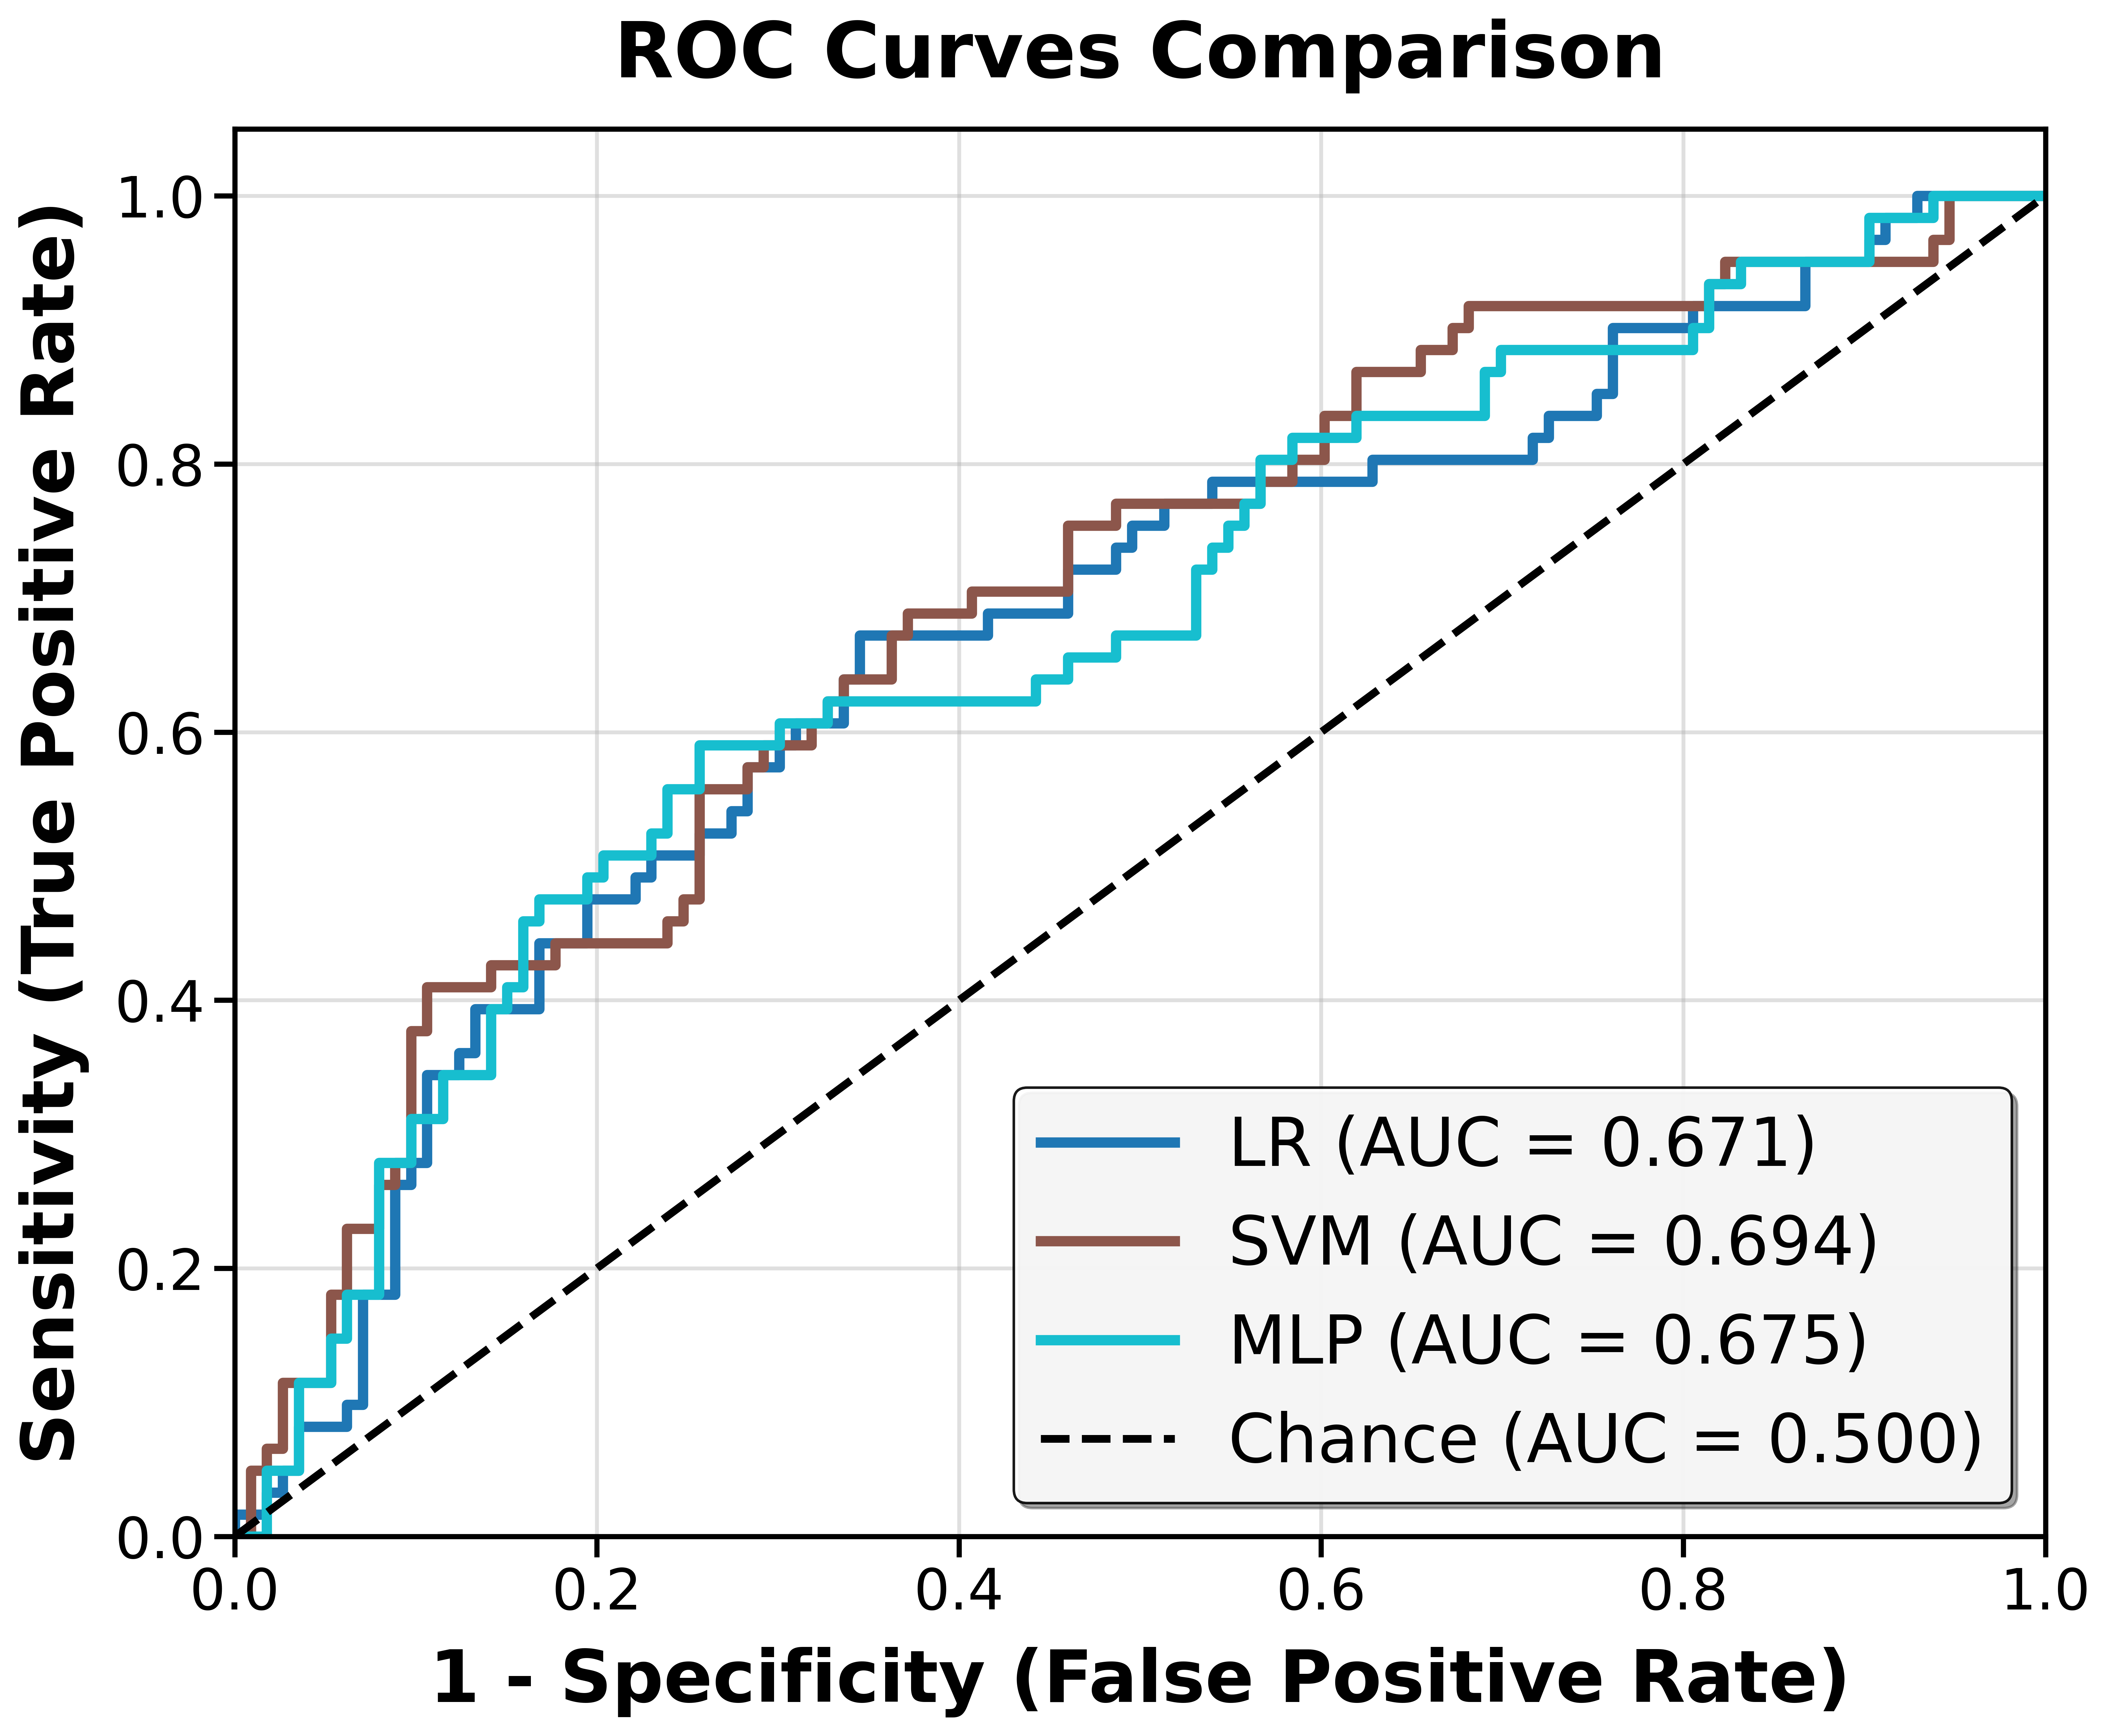 ROC Curves Comparison
Sensitivity (True Positive Rate)
1.0
0.8
0.6
0.4
0.2
0.0
0.0 0.2 0.4 0.6 0.8 1.0
1 - Specificity (False Positive Rate)
LR (AUC = 0.671)
SVM (AUC = 0.694)
MLP (AUC = 0.675)
Chance (AUC = 0.500)